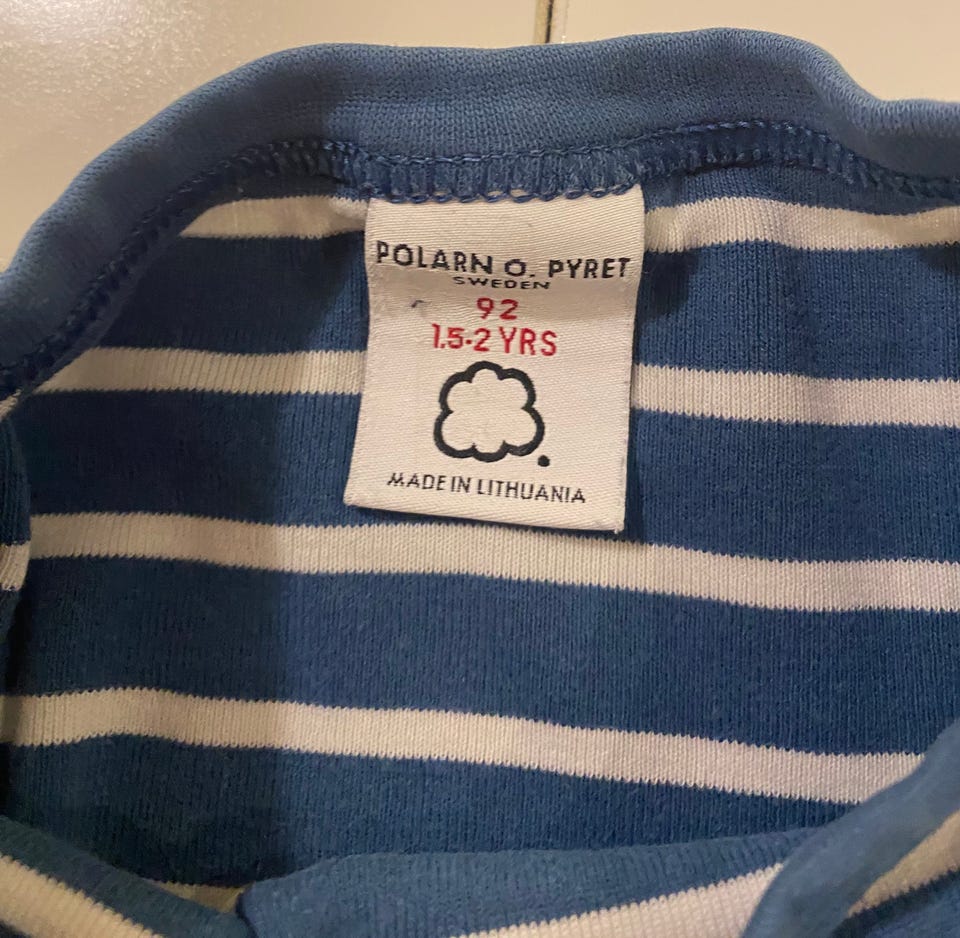 POLARN O. PYRET
SWEDEN
92
1.5-2 YRS
MADE IN LITHUANIA